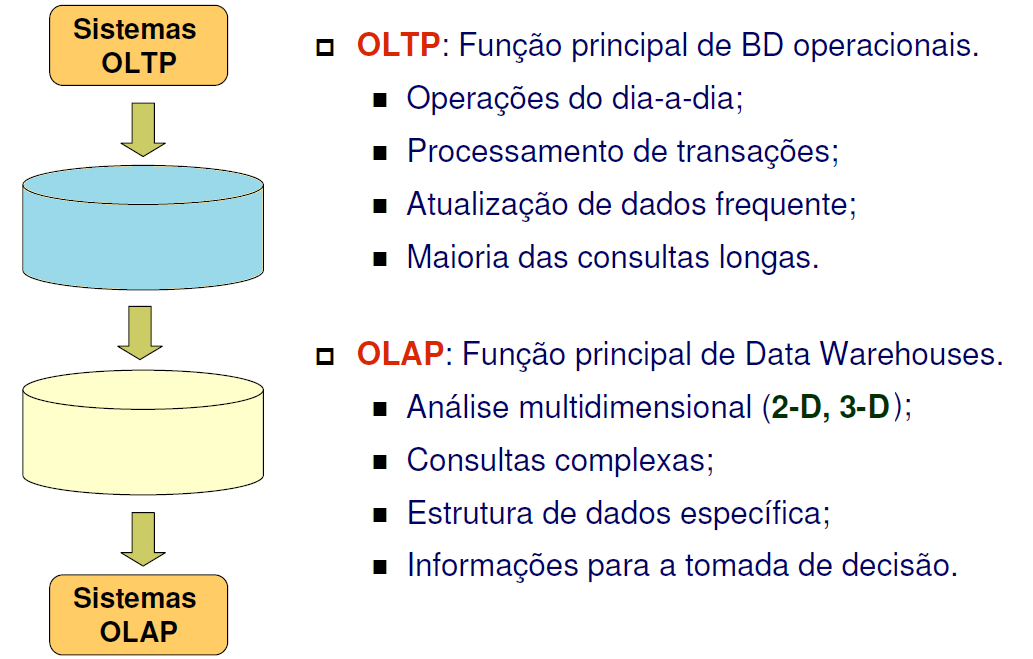 Sistemas
OLTP
OLTP: Função principal de BD operacionais.
Operações do dia-a-dia;
Processamento de transações;
Atualização de dados frequente;
Maioria das consultas longas.
OLAP: Função principal de Data Warehouses.
Análise multidimensional (2-D, 3-D);
Consultas complexas;
Estrutura de dados específica;
Informações para a tomada de decisão.
Sistemas
OLAP